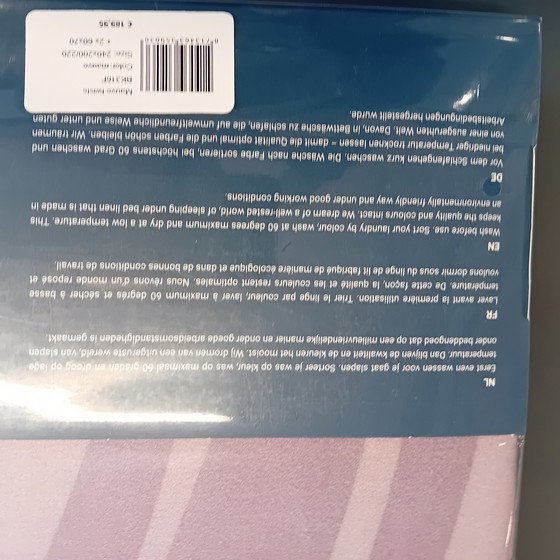 NL
Eerst even wassen voor je gaat slapen. Sorteer je was op kleur, was op maximaal 60 graden en droog op lage
temperatuur. Dan blijven de kwaliteit en de kleuren het mooist. Wij dromen van een uitgeruste wereld, van slapen
onder beddengoed dat op een milieuvriendelijke manier en onder goede arbeidsomstandigheden is gemaakt.
FR
Laver avant la première utilisation. Trier le linge par couleur, laver à maximum 60 degrés et sécher à basse
température. De cette façon, la qualité et les couleurs restent optimales. Nous rêvons d'un monde reposé et
voulons dormir sous du linge de lit fabriqué de manière écologique et dans de bonnes conditions de travail.
EN
Wash before use. Sort your laundry by colour, wash at 60 degrees maximum and dry at a low temperature. This
keeps the quality and colours intact. We dream of a well-rested world, of sleeping under bed linen that is made in
an environmentally friendly way and under good working conditions.
DE
Vor dem Schlafengehen kurz waschen. Die Wäsche nach Farbe sortieren, bei höchstens 60 Grad waschen und
bei niedriger Temperatur trocknen lassen – damit die Qualität optimal und die Farben schön bleiben. Wir träumen
von einer ausgeruhten Welt. Davon, in Bettwäsche zu schlafen, die auf umweltfreundliche Weise und unter guten
Arbeitsbedingungen hergestellt wurde.
Mauve twists
BK316F
Color: mauve
Size: 240x200/220
+ 2x 60x70
€ 189,95